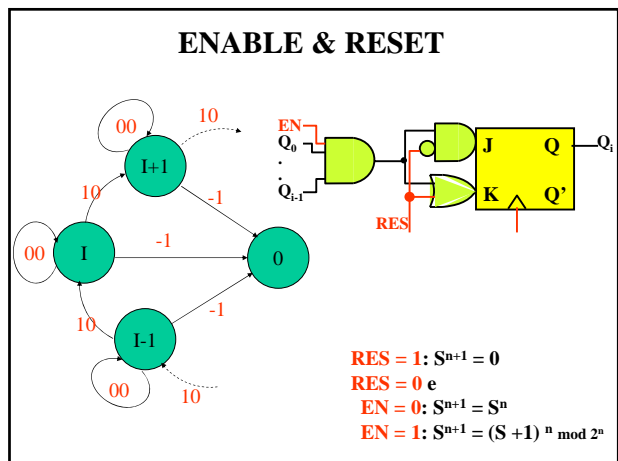 ENABLE & RESET
00
10
I+1
10
-1
00
I
-1
0
10
-1
I-1
00
10
EN
Q0
.
.
Qi-1
RES
J
Q
Qi
K
Q'
RES = 1: Sⁿ⁺¹ = 0
RES = 0 e
EN = 0: Sⁿ⁺¹ = Sⁿ
EN = 1: Sⁿ⁺¹ = (S +1) ⁿ mod 2ⁿ